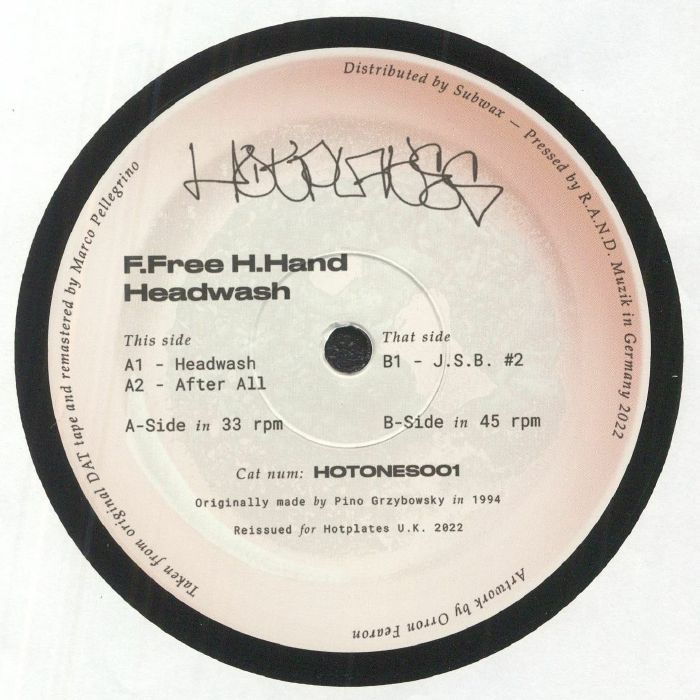 Distributed by Subwax — Pressed by R.A.N.D. Muzik in Germany 2022
HOTPLATES
F.Free H.Hand
Headwash
This side
A1 - Headwash
A2 - After All
A-Side in 33 rpm
That side
B1 - J.S.B. #2
B-Side in 45 rpm
Cat num: HOTONES001
Originally made by Pino Grzybowsky in 1994
Reissued for Hotplates U.K. 2022
Taken from original DAT tape and remastered by Marco Pellegrino
Artwork by Orron Fearon